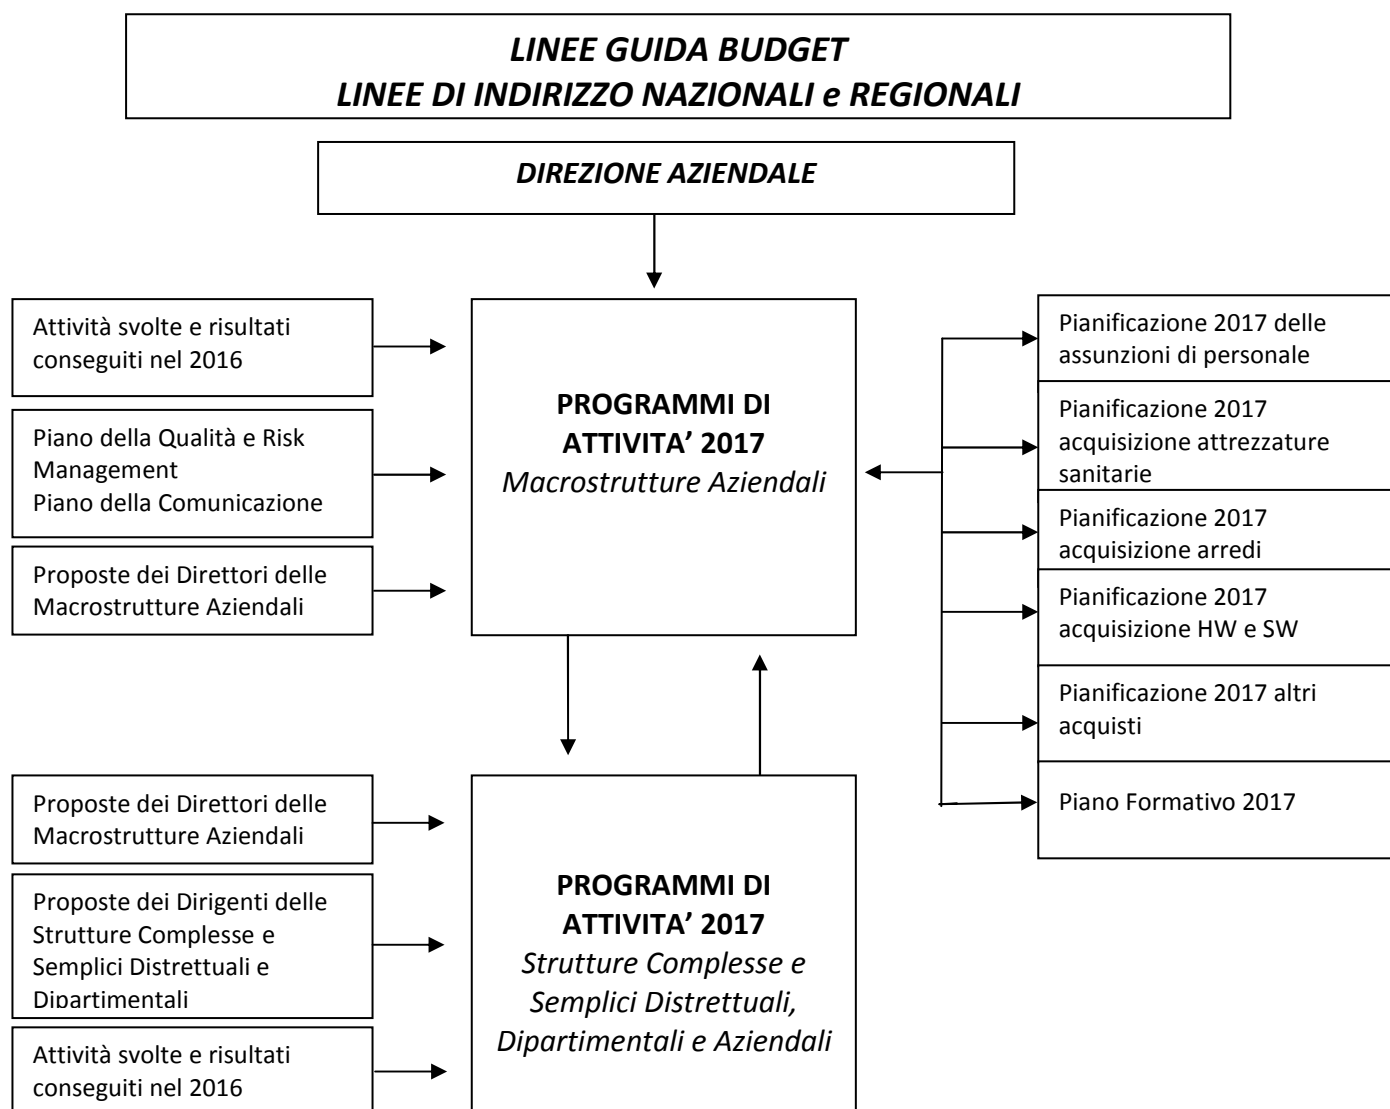 LINEE GUIDA BUDGET
LINEE DI INDIRIZZO NAZIONALI e REGIONALI
DIREZIONE AZIENDALE
Attività svolte e risultati
conseguiti nel 2016
Piano della Qualità e Risk
Management
Piano della Comunicazione
Proposte dei Direttori delle
Macrostrutture Aziendali
PROGRAMMI DI
ATTIVITA’ 2017
Macrostrutture Aziendali
Pianificazione 2017 delle
assunzioni di personale
Pianificazione 2017
acquisizione attrezzature
sanitarie
Pianificazione 2017
acquisizione arredi
Pianificazione 2017
acquisizione HW e SW
Pianificazione 2017 altri
acquisti
Piano Formativo 2017
Proposte dei Direttori delle
Macrostrutture Aziendali
Proposte dei Dirigenti delle
Strutture Complesse e
Semplici Distrettuali e
Dipartimentali
Attività svolte e risultati
conseguiti nel 2016
PROGRAMMI DI
ATTIVITA’ 2017
Strutture Complesse e
Semplici Distrettuali,
Dipartimentali e Aziendali